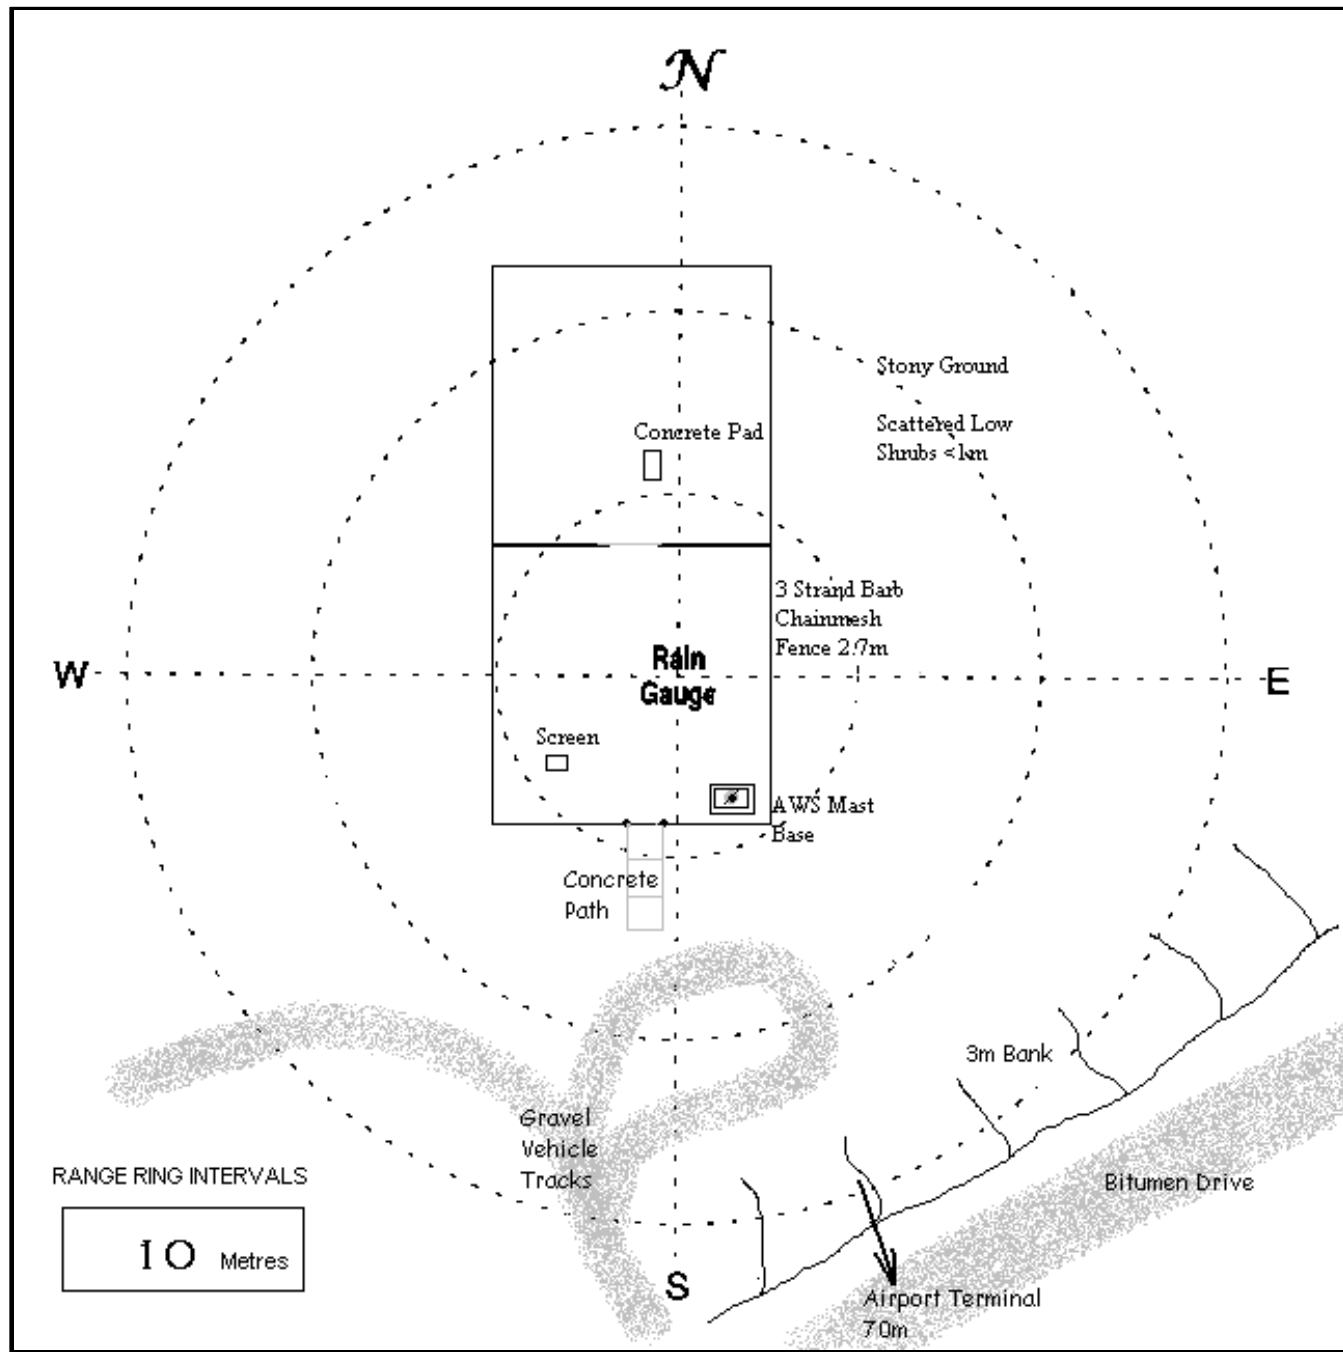 N
Stony Ground
Scattered Low
Shrubs <1m
Concrete Pad
3 Strand Barb
Chainmesh
Fence 2.7m
W
Rain
Gauge
E
Screen
AWS Mast
Base
Concrete
Path
3m Bank
Gravel
Vehicle
Tracks
RANGE RING INTERVALS
10 Metres
Bitumen Drive
S
Airport Terminal
70m